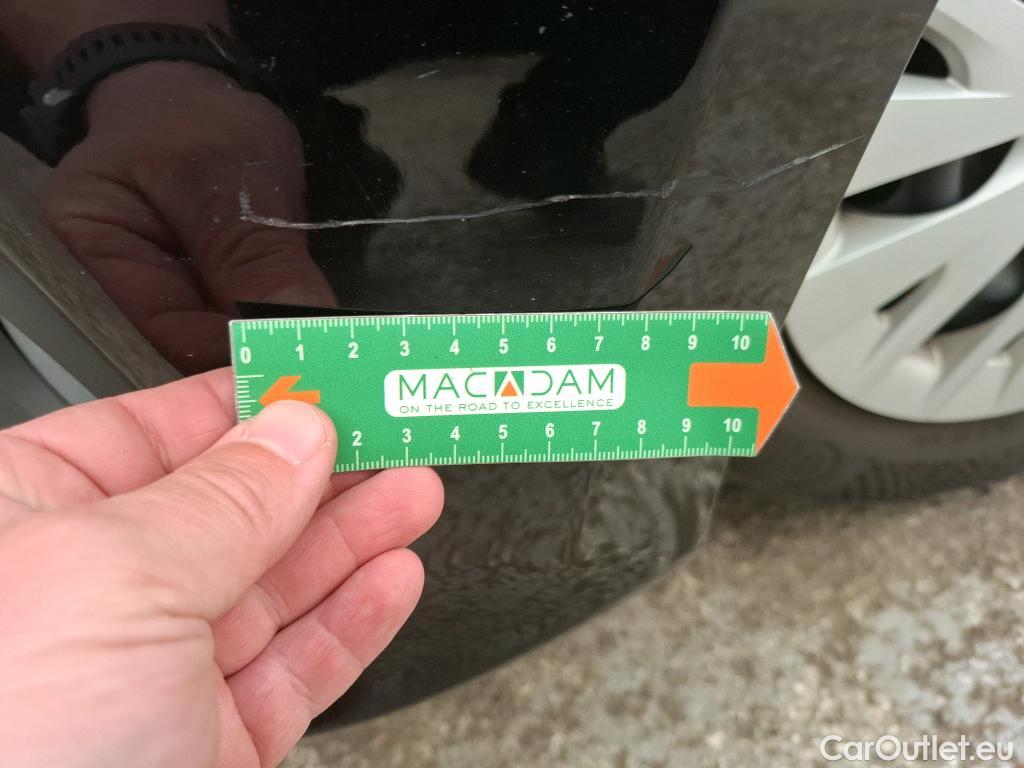 0 1 2 3 4 5 6 7 8 9 10
MACADAM
ON THE ROAD TO EXCELLENCE
2 3 4 5 6 7 8 9 10
CarOutlet.eu